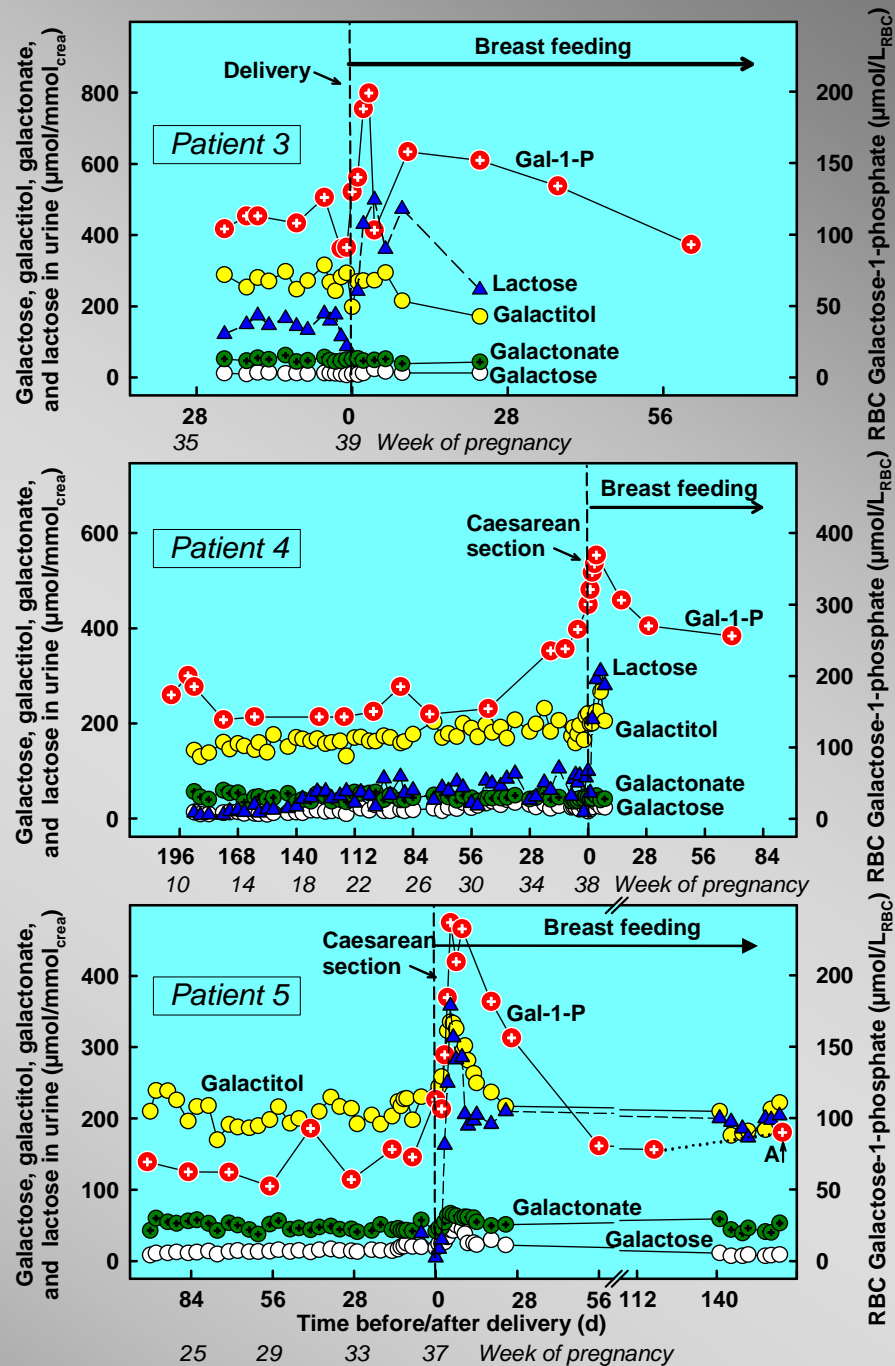 Galactose, galactitol, galactonate,
and lactose in urine (µmol/mmol_crea)
Breast feeding
Delivery
Patient 3
Gal-1-P
Lactose
Galactitol
Galactonate
Galactose
800
600
400
200
0
200
150
100
50
0
RBC Galactose-1-phosphate (µmol/L_RBC)
28 0 28 56
35 39 Week of pregnancy
Galactose, galactitol, galactonate,
and lactose in urine (µmol/mmol_crea)
Breast feeding
Caesarean
section
Patient 4
Gal-1-P
Lactose
Galactitol
Galactonate
Galactose
600
400
200
0
400
300
200
100
0
RBC Galactose-1-phosphate (µmol/L_RBC)
196 168 140 112 84 56 28 0 28 56 84
10 14 18 22 26 30 34 38 Week of pregnancy
Galactose, galactitol, galactonate,
and lactose in urine (µmol/mmol_crea)
Breast feeding
Caesarean
section
Patient 5
Gal-1-P
Galactitol
A
Galactonate
Galactose
400
300
200
100
0
200
150
100
50
0
RBC Galactose-1-phosphate (µmol/L_RBC)
84 56 28 0 28 56 112 140
Time before/after delivery (d)
25 29 33 37 Week of pregnancy